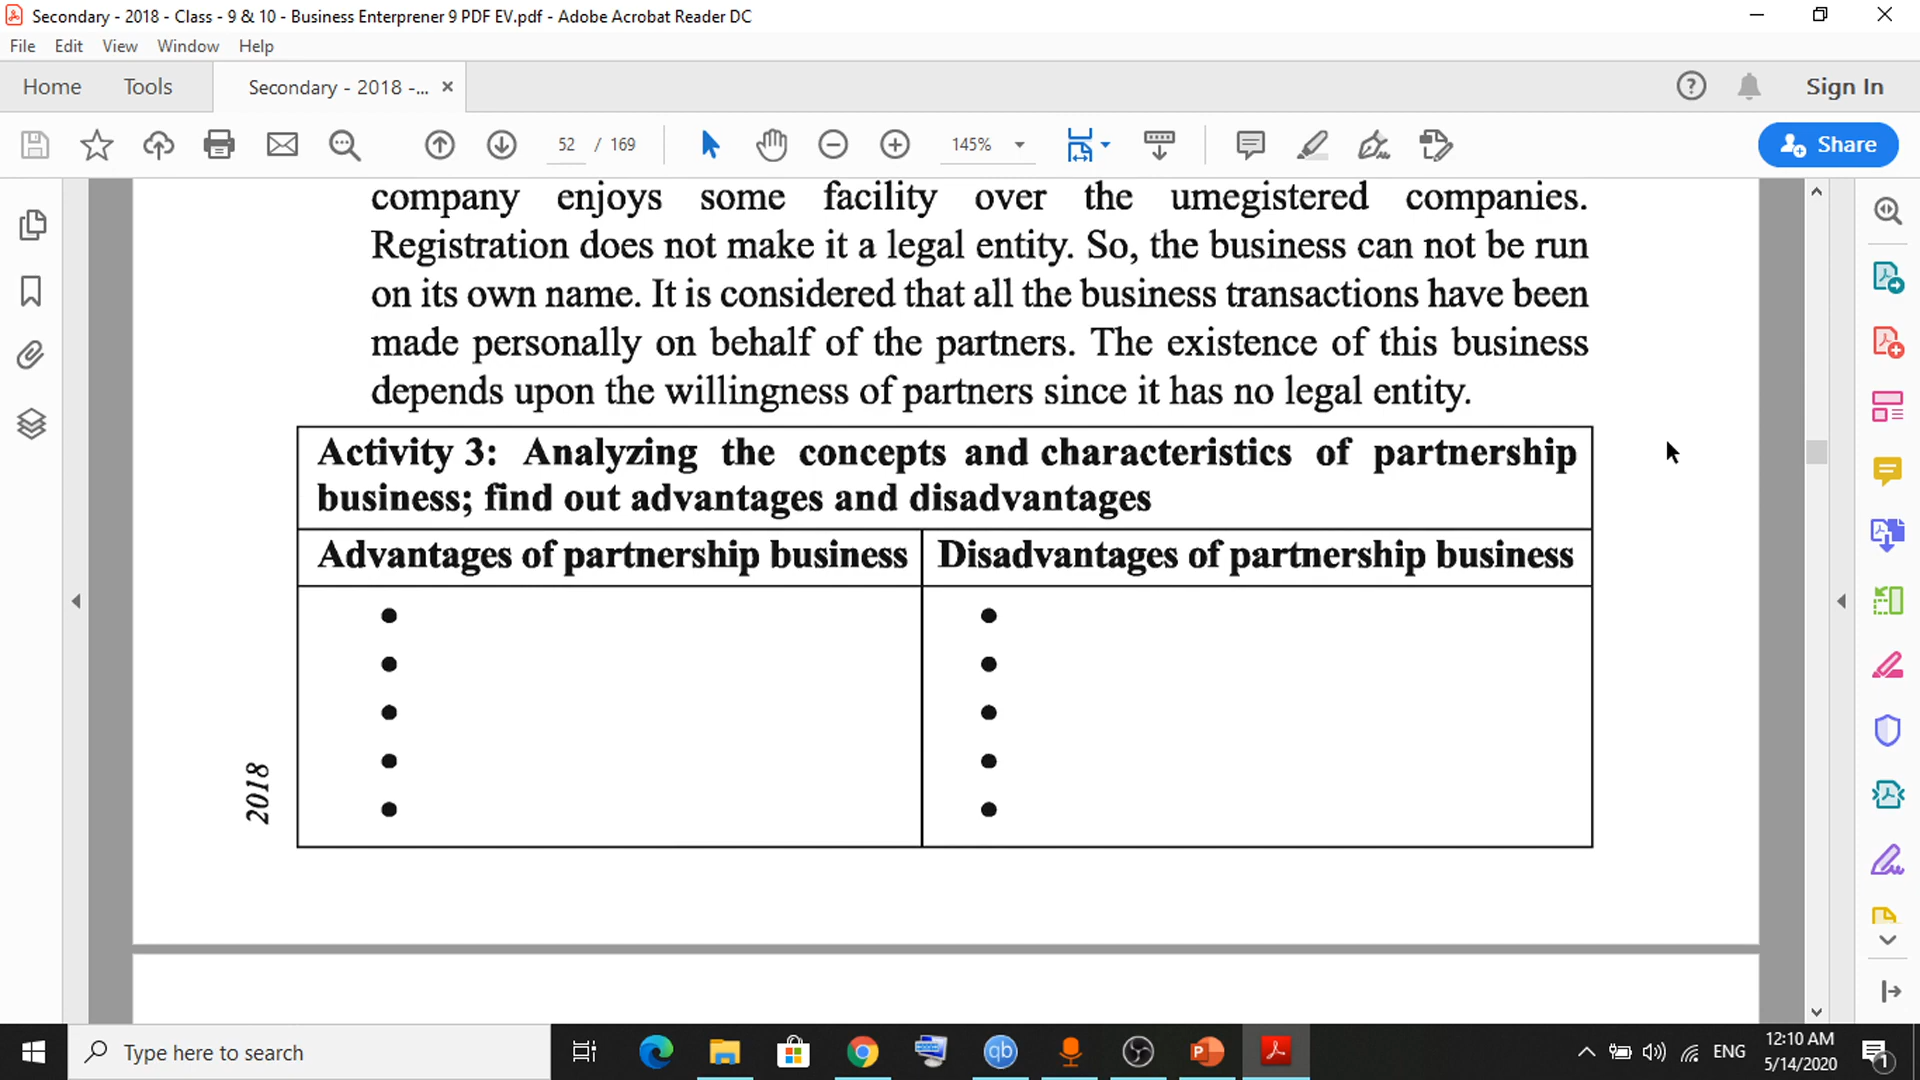 Secondary - 2018 - Class - 9 & 10 - Business Enterprener 9 PDF EV.pdf - Adobe Acrobat Reader DC
File Edit View Window Help
Home Tools Secondary - 2018 -... × Sign In
52 / 169 145% Share
company enjoys some facility over the umegistered companies.
Registration does not make it a legal entity. So, the business can not be run
on its own name. It is considered that all the business transactions have been
made personally on behalf of the partners. The existence of this business
depends upon the willingness of partners since it has no legal entity.
Activity 3: Analyzing the concepts and characteristics of partnership
business; find out advantages and disadvantages
Advantages of partnership business
Disadvantages of partnership business
2018
Type here to search
ENG
12:10 AM
5/14/2020
1